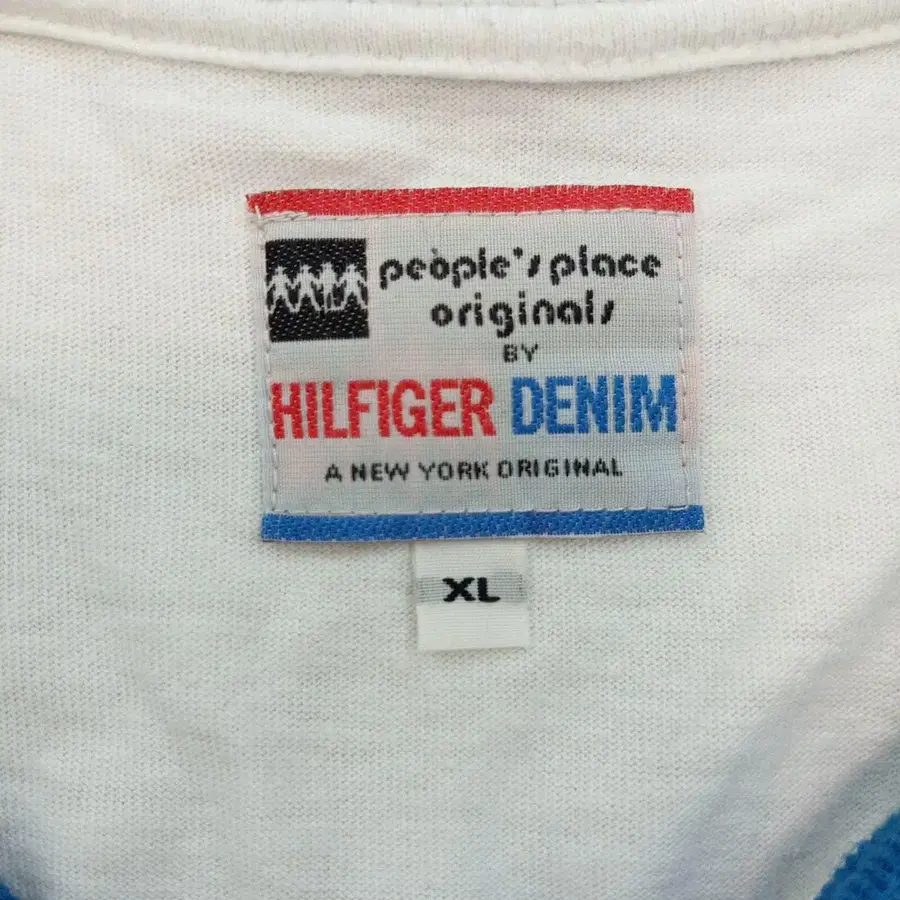 people's place
originals
BY
HILFIGER DENIM
A NEW YORK ORIGINAL
XL